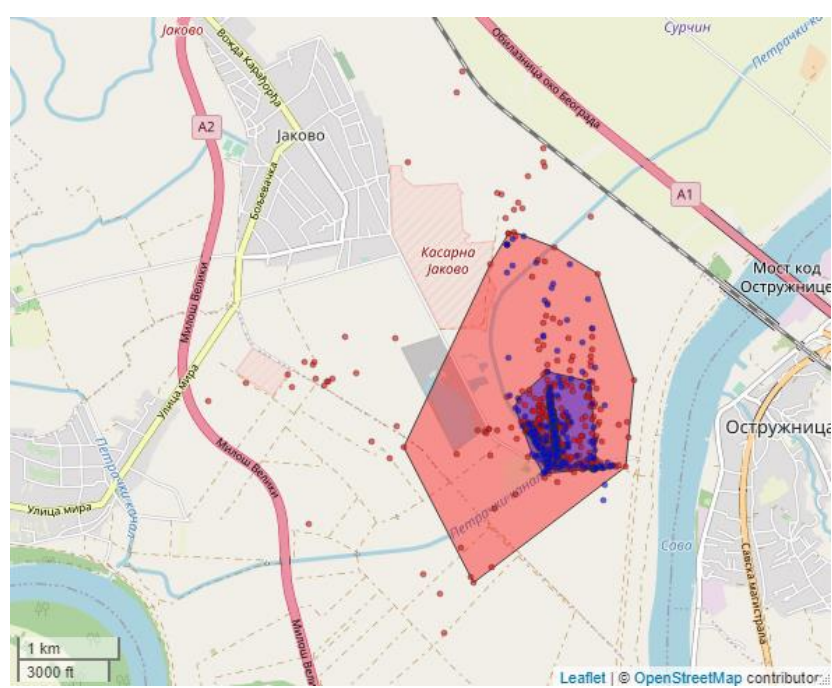 Јаково
Вожда Карађорђа
Обилазница око Београда
Сурчин
Петрачки ка
A2
Јаково
Бољевачка
A1
Касарна
Јаково
Мост код
Остружнице
Милош Велики
Улица мира
Остружница
Милош Велики
Петрачки канал
Петрачки канал
Улица мира
Сава
Савска магистрала
Милош Вели
1 km
3000 ft
Leaflet | © OpenStreetMap contributor